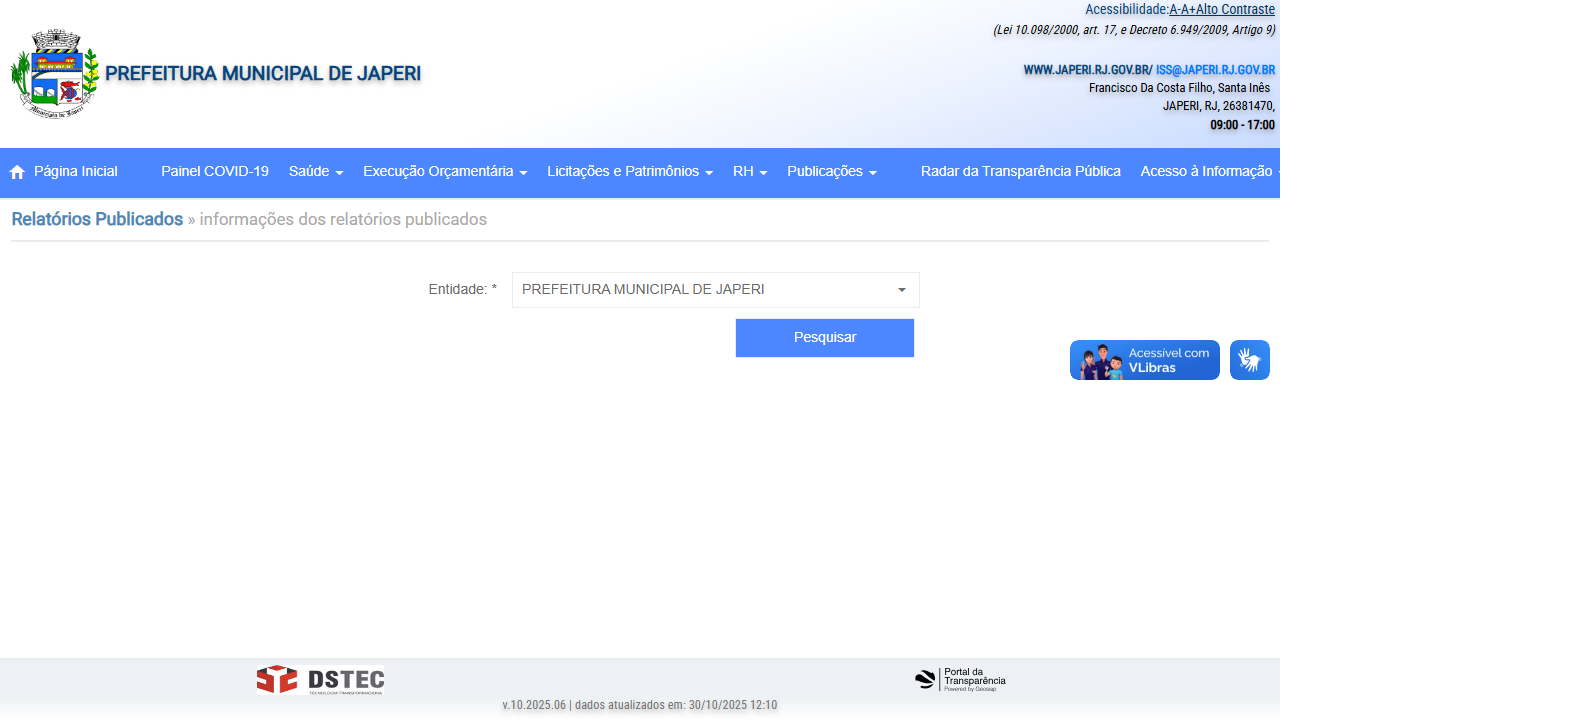 Acessibilidade:A-A+Alto Contraste
(Lei 10.098/2000, art. 17, e Decreto 6.949/2009, Artigo 9)
PREFEITURA MUNICIPAL DE JAPERI
WWW.JAPERI.RJ.GOV.BR/ ISS@JAPERI.RJ.GOV.BR
Francisco Da Costa Filho, Santa Inês
JAPERI, RJ, 26381470,
09:00 - 17:00
Página Inicial Painel COVID-19 Saúde Execução Orçamentária Licitações e Patrimônios RH Publicações Radar da Transparência Pública Acesso à Informação
Relatórios Publicados » informações dos relatórios publicados
Entidade: * PREFEITURA MUNICIPAL DE JAPERI
Pesquisar
Acessível com
VLibras
DSTEC
TECNOLOGIA TRANSFORMADORA
Portal da
Transparência
Powered by Geosiap
v.10.2025.06 | dados atualizados em: 30/10/2025 12:10